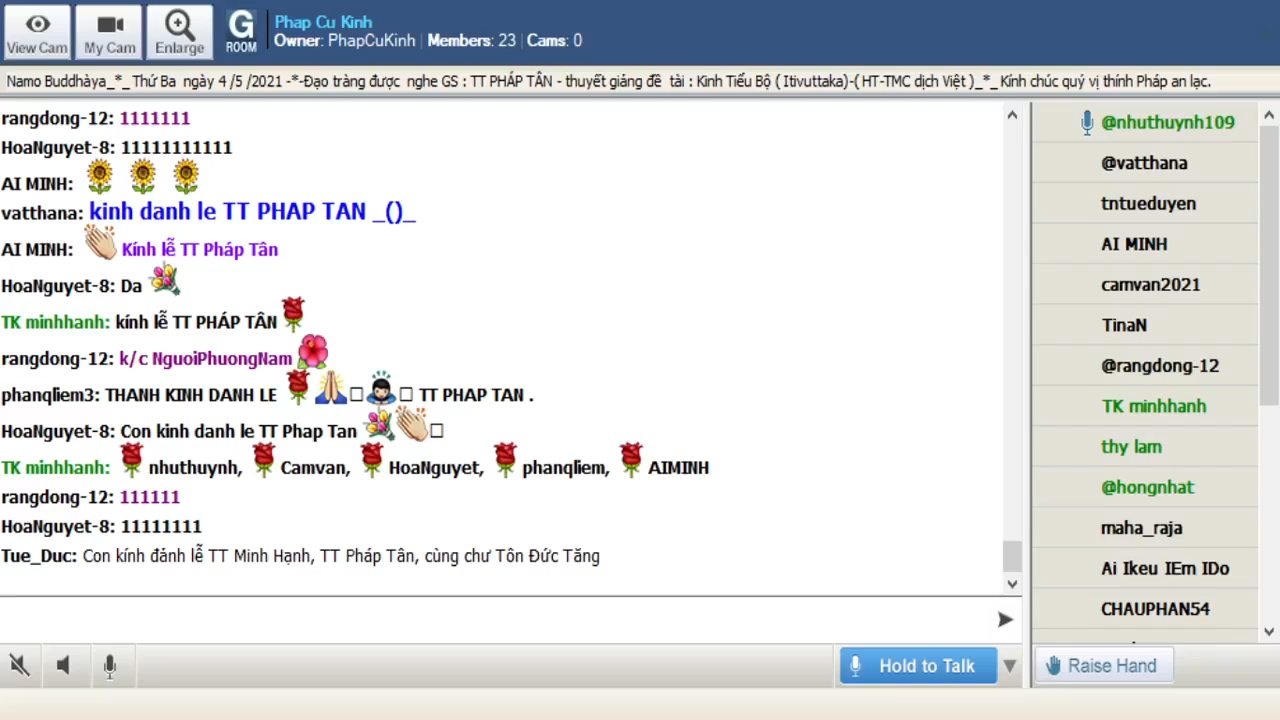 View Cam
My Cam
Enlarge
G
ROOM
Phap Cu Kinh
Owner: PhapCuKinh | Members: 23 | Cams: 0
Namo Buddhàya_*_Thứ Ba ngày 4 /5 /2021 -*-Đạo tràng được nghe GS : TT PHÁP TÂN - thuyết giảng đề tài : Kinh Tiểu Bộ ( Itivuttaka)-( HT-TMC dịch Việt )_*_Kính chúc quý vị thính Pháp an lạc.
rangdong-12: 1111111
HoaNguyet-8: 11111111111
AI MINH:
vatthana: kinh danh le TT PHAP TAN _()_
AI MINH: Kính lễ TT Pháp Tân
HoaNguyet-8: Da
TK minhhanh: kính lễ TT PHÁP TÂN
rangdong-12: k/c NguoiPhuongNam
phanqliem3: THANH KINH DANH LE TT PHAP TAN .
HoaNguyet-8: Con kinh danh le TT Phap Tan
TK minhhanh: nhuthuynh, Camvan, HoaNguyet, phanqliem, AIMINH
rangdong-12: 111111
HoaNguyet-8: 11111111
Tue_Duc: Con kính đảnh lễ TT Minh Hạnh, TT Pháp Tân, cùng chư Tôn Đức Tăng
@nhuthuynh109
@vatthana
tntueduyen
AI MINH
camvan2021
TinaN
@rangdong-12
TK minhhanh
thy lam
@hongnhat
maha_raja
Ai Ikeu IEm IDo
CHAUPHAN54
Hold to Talk
Raise Hand